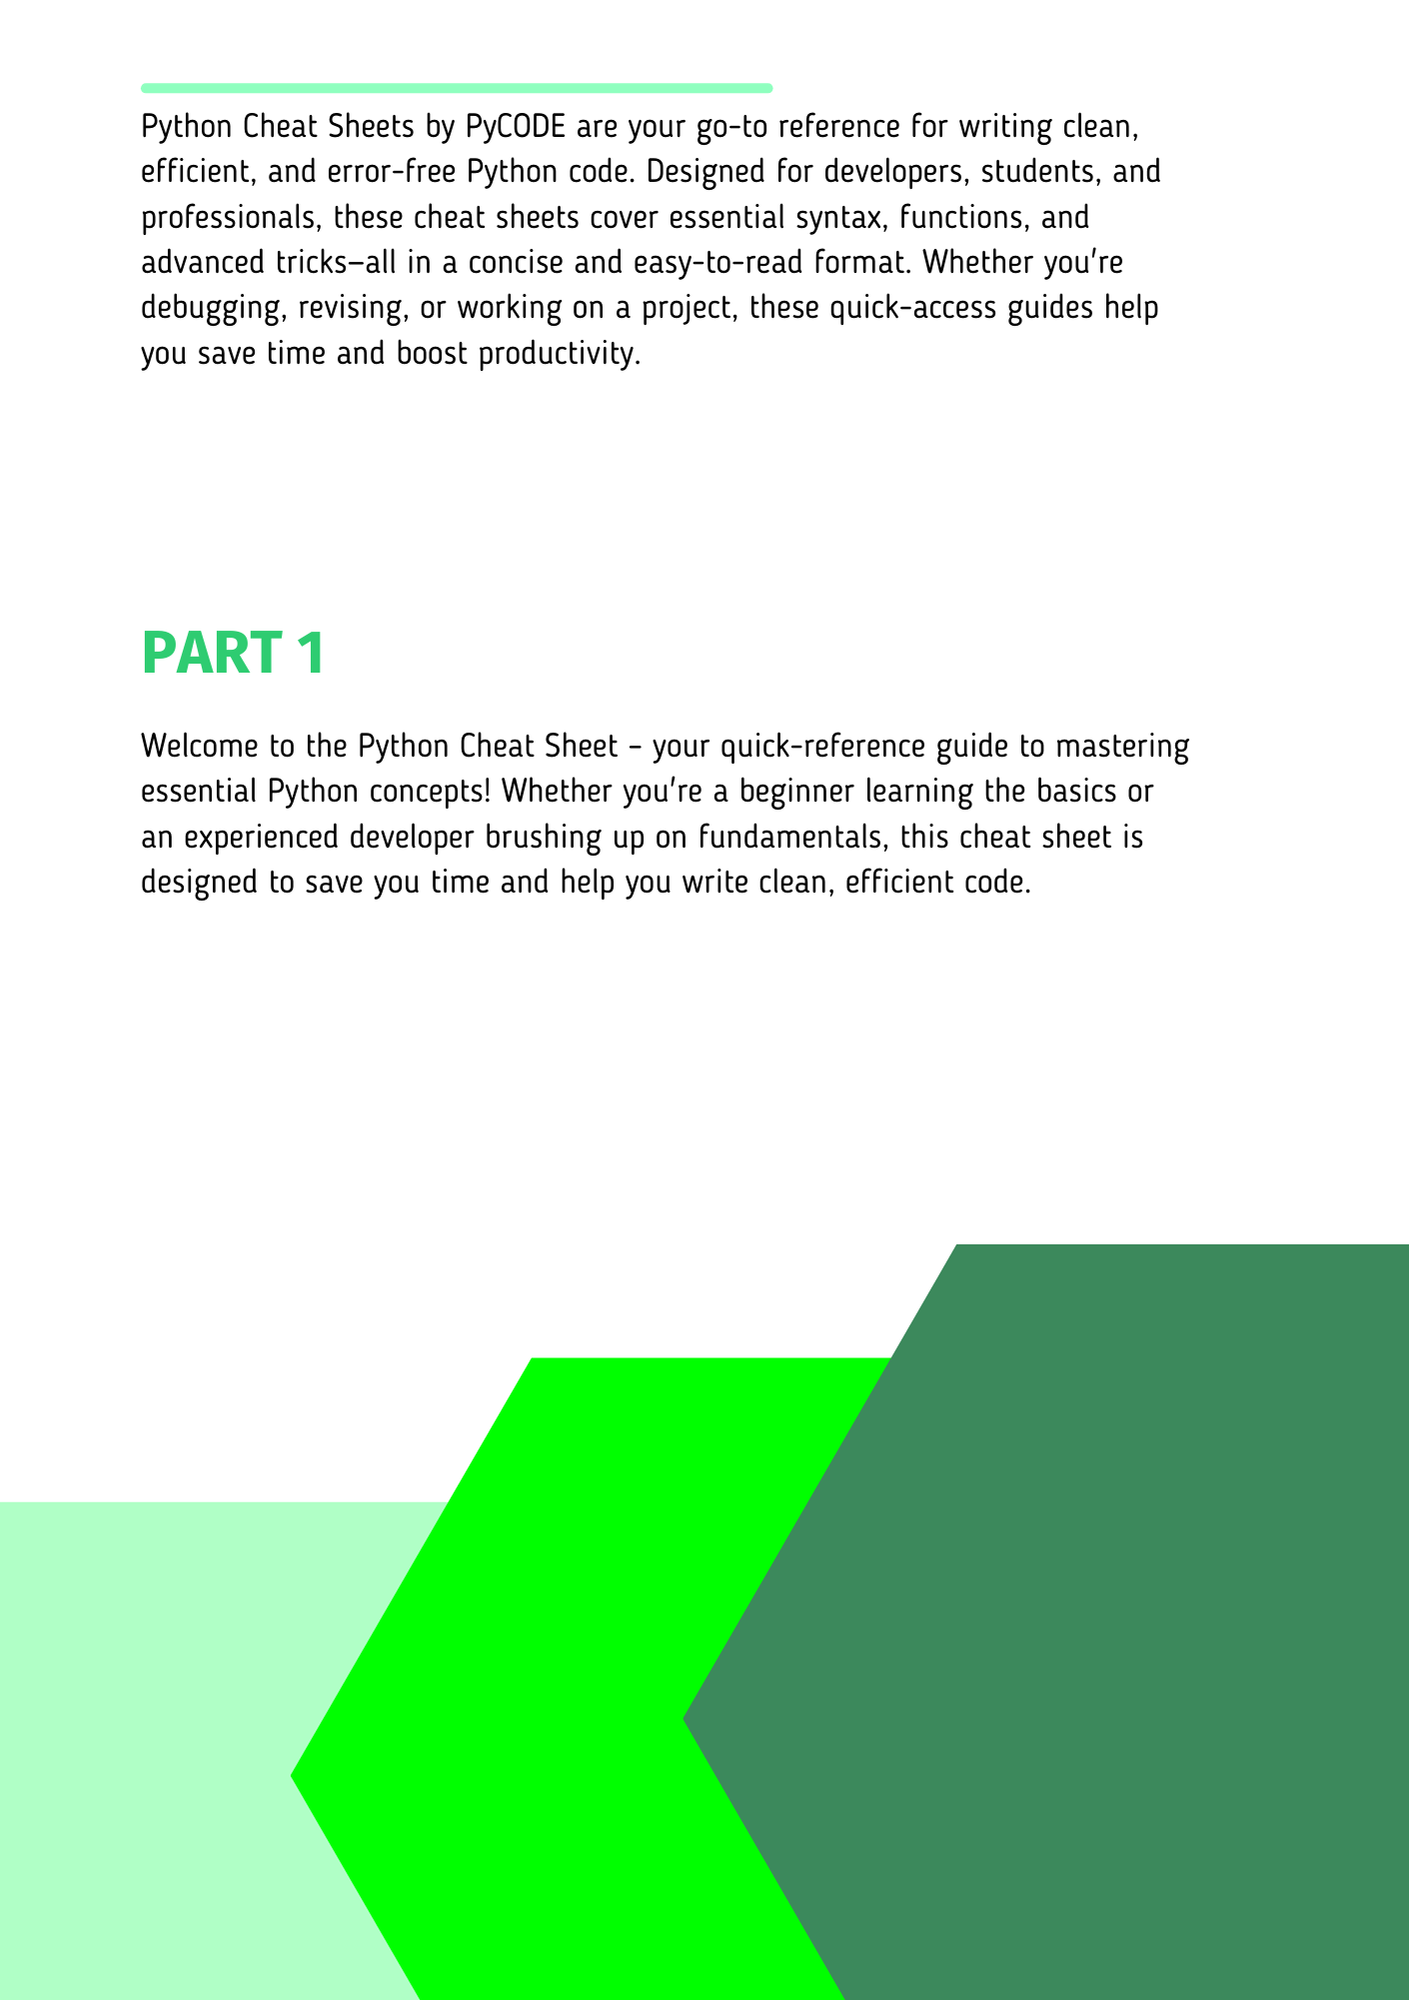 Python Cheat Sheets by PyCODE are your go-to reference for writing clean,
efficient, and error-free Python code. Designed for developers, students, and
professionals, these cheat sheets cover essential syntax, functions, and
advanced tricks—all in a concise and easy-to-read format. Whether you're
debugging, revising, or working on a project, these quick-access guides help
you save time and boost productivity.
PART 1
Welcome to the Python Cheat Sheet – your quick-reference guide to mastering
essential Python concepts! Whether you're a beginner learning the basics or
an experienced developer brushing up on fundamentals, this cheat sheet is
designed to save you time and help you write clean, efficient code.